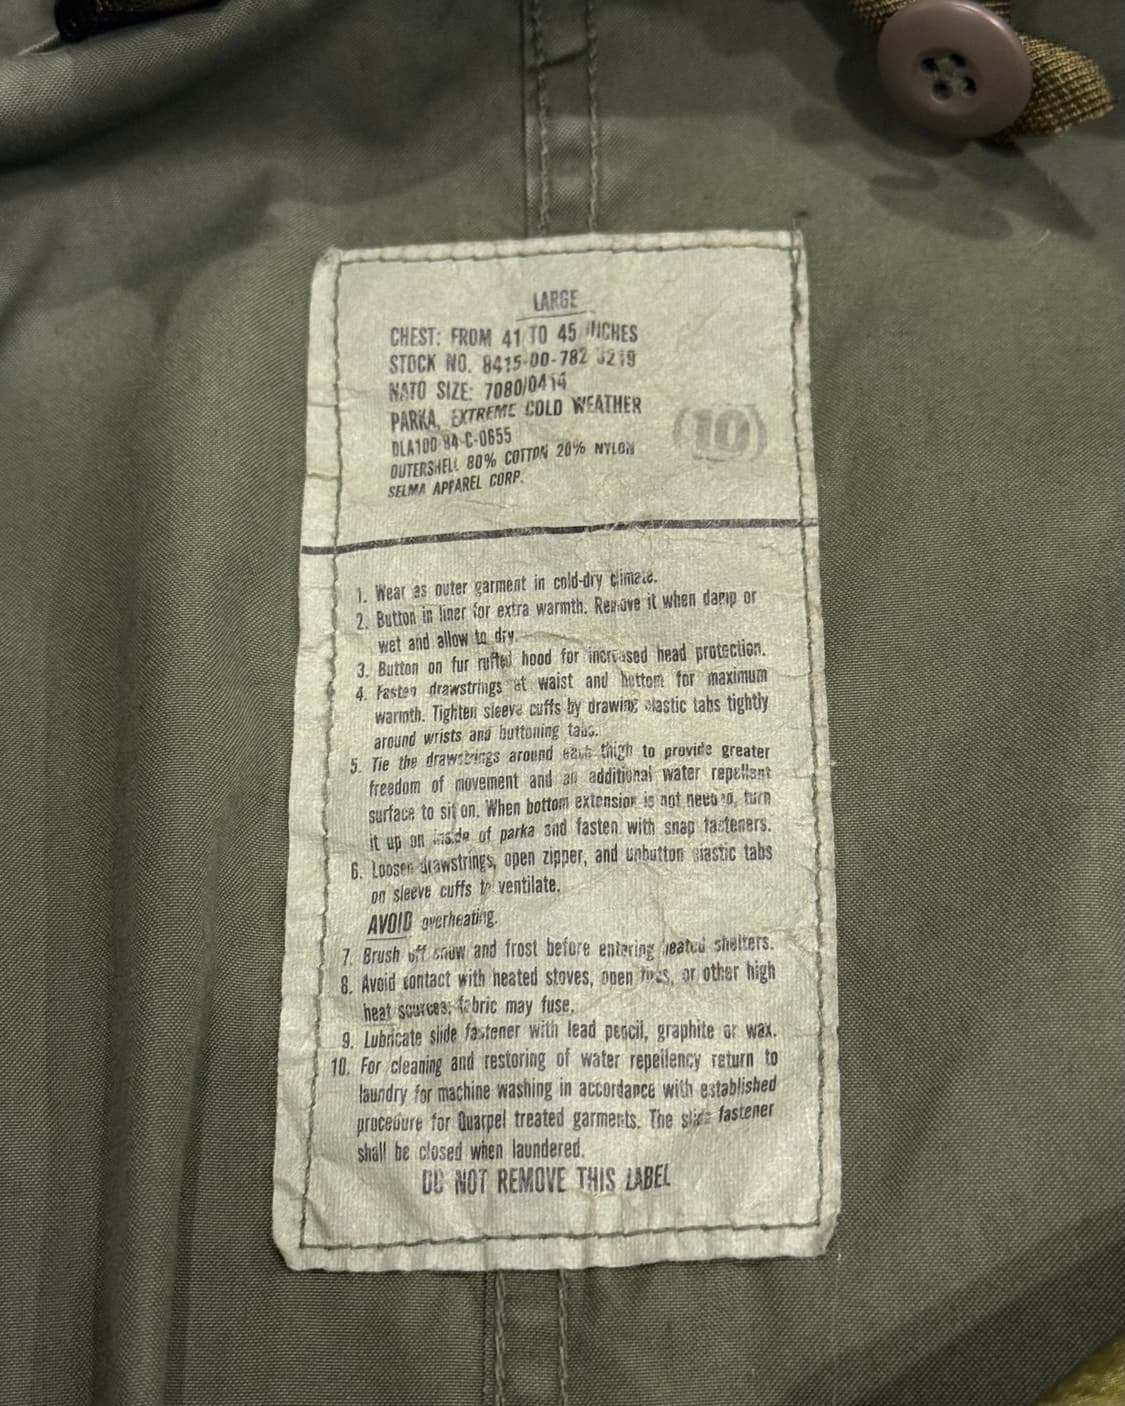 LARGE
CHEST: FROM 41 TO 45 INCHES
STOCK NO. 8415-00-782 3219
NATO SIZE: 7080/0414
PARKA, EXTREME COLD WEATHER
(10)
DLA100-84-C-0655
OUTERSHELL 80% COTTON 20% NYLON
SELMA APPAREL CORP.
1. Wear as outer garment in cold-dry climate.
2. Button in liner for extra warmth. Remove it when damp or
wet and allow to dry.
3. Button on fur ruffed hood for increased head protection.
4. Fasten drawstrings at waist and bottom for maximum
warmth. Tighten sleeve cuffs by drawing elastic tabs tightly
around wrists and buttoning tabs.
5. Tie the drawstrings around each thigh to provide greater
freedom of movement and an additional water repellent
surface to sit on. When bottom extension is not needed, turn
it up on inside of parka and fasten with snap fasteners.
6. Loosen drawstrings, open zipper, and unbutton elastic tabs
on sleeve cuffs to ventilate.
AVOID overheating.
7. Brush off snow and frost before entering heated shelters.
8. Avoid contact with heated stoves, open fires, or other high
heat sources; fabric may fuse.
9. Lubricate slide fastener with lead pencil, graphite or wax.
10. For cleaning and restoring of water repellency return to
laundry for machine washing in accordance with established
procedure for Quarpel treated garments. The slide fastener
shall be closed when laundered.
DO NOT REMOVE THIS LABEL